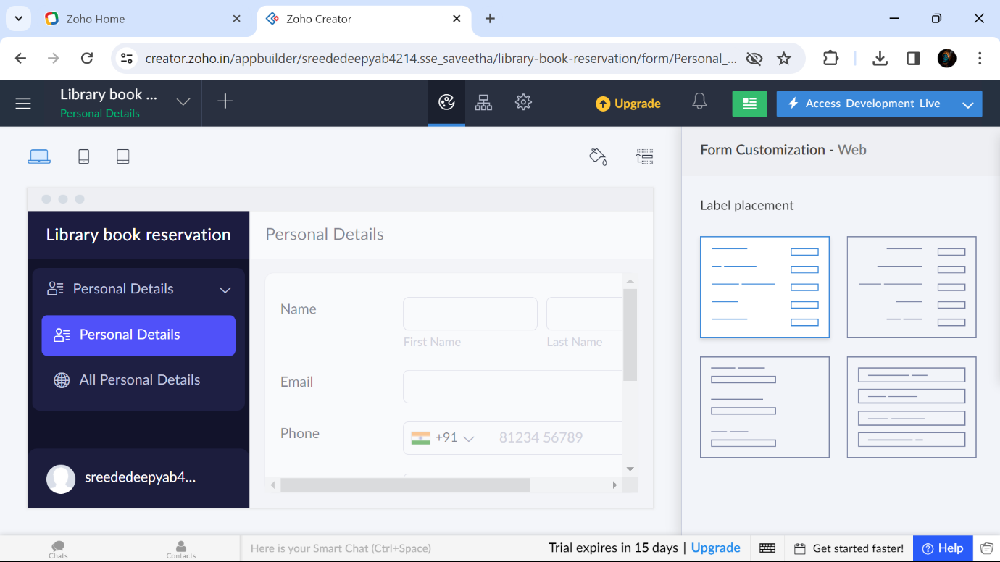 Zoho Home
Zoho Creator
creator.zoho.in/appbuilder/sreededeepyab4214.sse_saveetha/library-book-reservation/form/Personal_...
Library book ...
Personal Details
Upgrade
Access Development Live
Form Customization - Web
Label placement
Library book reservation
Personal Details
Personal Details
All Personal Details
sreededeepyab4...
Personal Details
Name
First Name
Last Name
Email
Phone
+91
81234 56789
Chats
Contacts
Here is your Smart Chat (Ctrl+Space)
Trial expires in 15 days | Upgrade
Get started faster!
Help